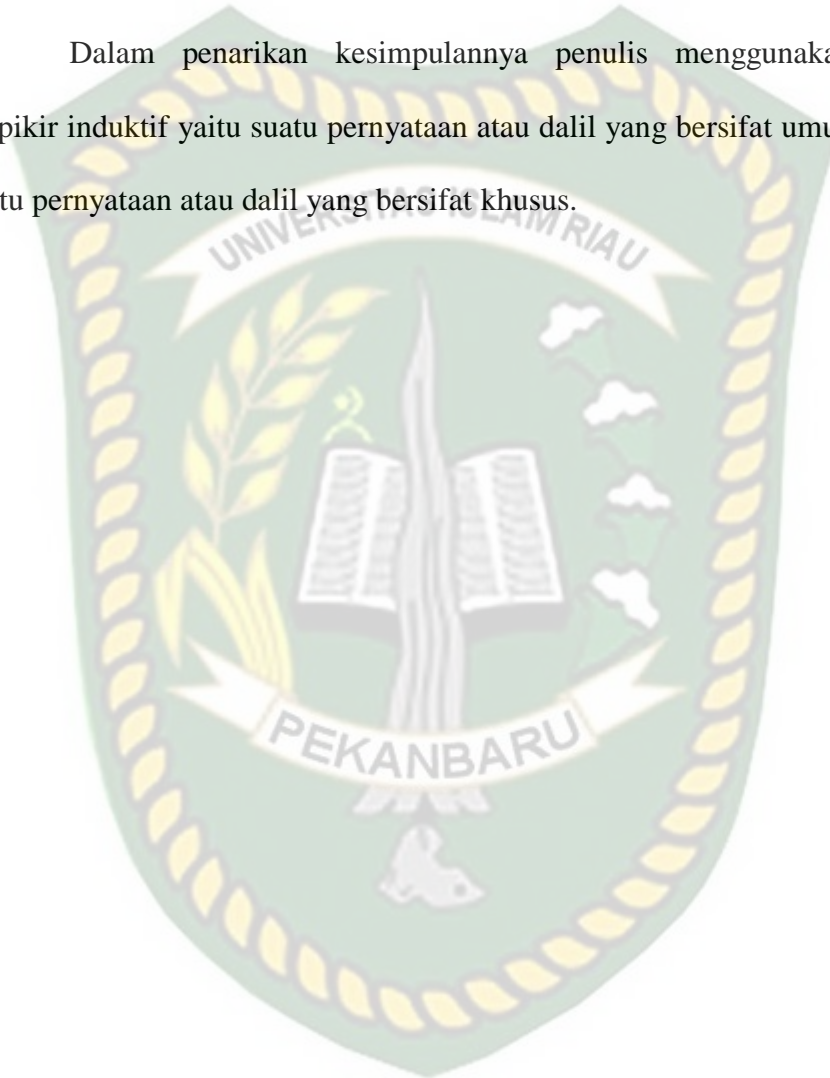 Dalam penarikan kesimpulannya penulis menggunaka
pikir induktif yaitu suatu pernyataan atau dalil yang bersifat umu
tu pernyataan atau dalil yang bersifat khusus.
UNIVERSITAS ISLAM RIAU
PEKANBARU